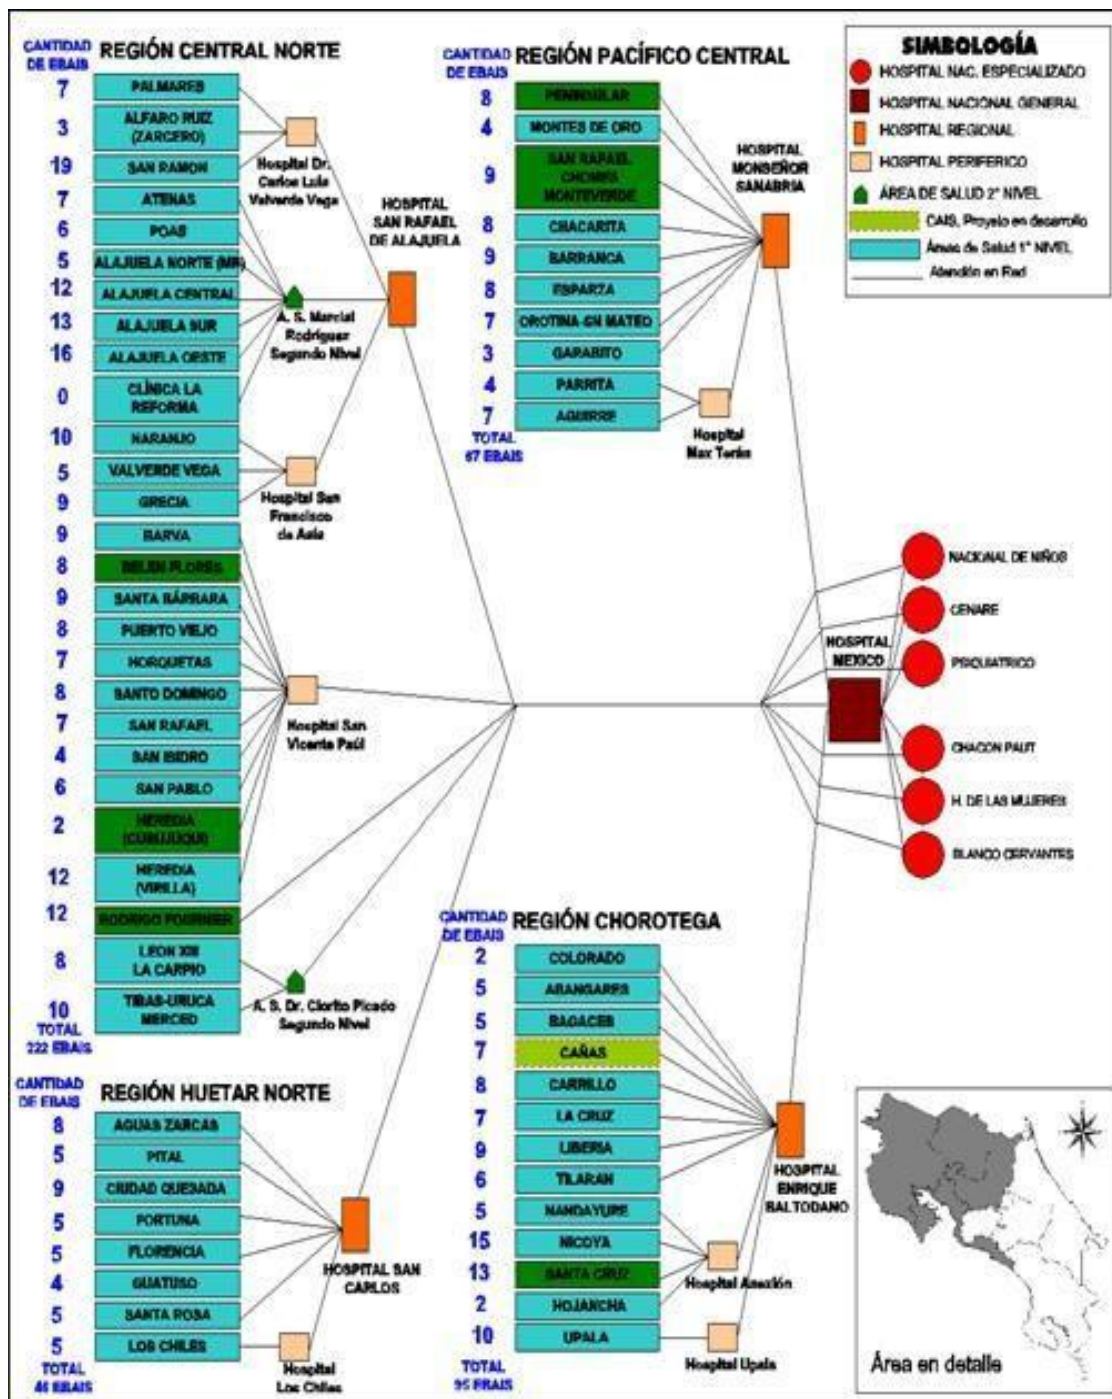 CANTIDAD
DE EBAIS
REGIÓN CENTRAL NORTE
7
PALMARES
3
ALFARO RUIZ
(ZARCERO)
19
SAN RAMON
7
ATENAS
6
POAS
5
ALAJUELA NORTE (MR)
12
ALAJUELA CENTRAL
13
ALAJUELA SUR
16
ALAJUELA OESTE
0
CLÍNICA LA
REFORMA
10
NARANJO
5
VALVERDE VEGA
9
GRECIA
9
BARVA
8
BELEN FLORES
9
SANTA BÁRBARA
8
PUERTO VIEJO
7
HORQUETAS
8
SANTO DOMINGO
7
SAN RAFAEL
4
SAN ISIDRO
6
SAN PABLO
2
HEREDIA
(CUBUJUQUI)
12
HEREDIA
(VIRILLA)
12
RODRIGO FOURNIER
8
LEON XIII
LA CARPIO
10
TIBAS-URUCA
MERCED
TOTAL
222 EBAIS
Hospital Dr.
Carlos Luis
Valverde Vega
A. S. Marcial
Rodríguez
Segundo Nivel
Hospital San
Francisco
de Asís
HOSPITAL
SAN RAFAEL
DE ALAJUELA
Hospital San
Vicente Paúl
A. S. Dr. Clorito Picado
Segundo Nivel
CANTIDAD
DE EBAIS
REGIÓN HUETAR NORTE
8
AGUAS ZARCAS
5
PITAL
9
CIUDAD QUESADA
5
FORTUNA
5
FLORENCIA
4
GUATUSO
5
SANTA ROSA
5
LOS CHILES
TOTAL
46 EBAIS
HOSPITAL SAN
CARLOS
Hospital
Los Chiles
CANTIDAD
DE EBAIS
REGIÓN PACÍFICO CENTRAL
8
PENINSULAR
4
MONTES DE ORO
9
SAN RAFAEL
CHOMES
MONTEVERDE
8
CHACARITA
9
BARRANCA
8
ESPARZA
7
OROTINA-SN MATEO
3
GARABITO
4
PARRITA
7
AGUIRRE
TOTAL
67 EBAIS
HOSPITAL
MONSEÑOR
SANABRIA
Hospital
Max Terán
CANTIDAD
DE EBAIS
REGIÓN CHOROTEGA
2
COLORADO
5
ABANGARES
5
BAGACES
7
CAÑAS
8
CARRILLO
7
LA CRUZ
9
LIBERIA
6
TILARAN
5
NANDAYURE
15
NICOYA
13
SANTA CRUZ
2
HOJANCHA
10
UPALA
TOTAL
95 EBAIS
HOSPITAL
ENRIQUE
BALTODANO
Hospital Anexión
Hospital Upala
SIMBOLOGÍA
HOSPITAL NAC. ESPECIALIZADO
HOSPITAL NACIONAL GENERAL
HOSPITAL REGIONAL
HOSPITAL PERIFERICO
ÁREA DE SALUD 2° NIVEL
CAIS, Proyeto en desarrollo
Áreas de Salud 1° NIVEL
Atención en Red
HOSPITAL
MEXICO
NACIONAL DE NIÑOS
CENARE
PSIQUIATRICO
CHACON PAUT
H. DE LAS MUJERES
BLANCO CERVANTES
Área en detalle